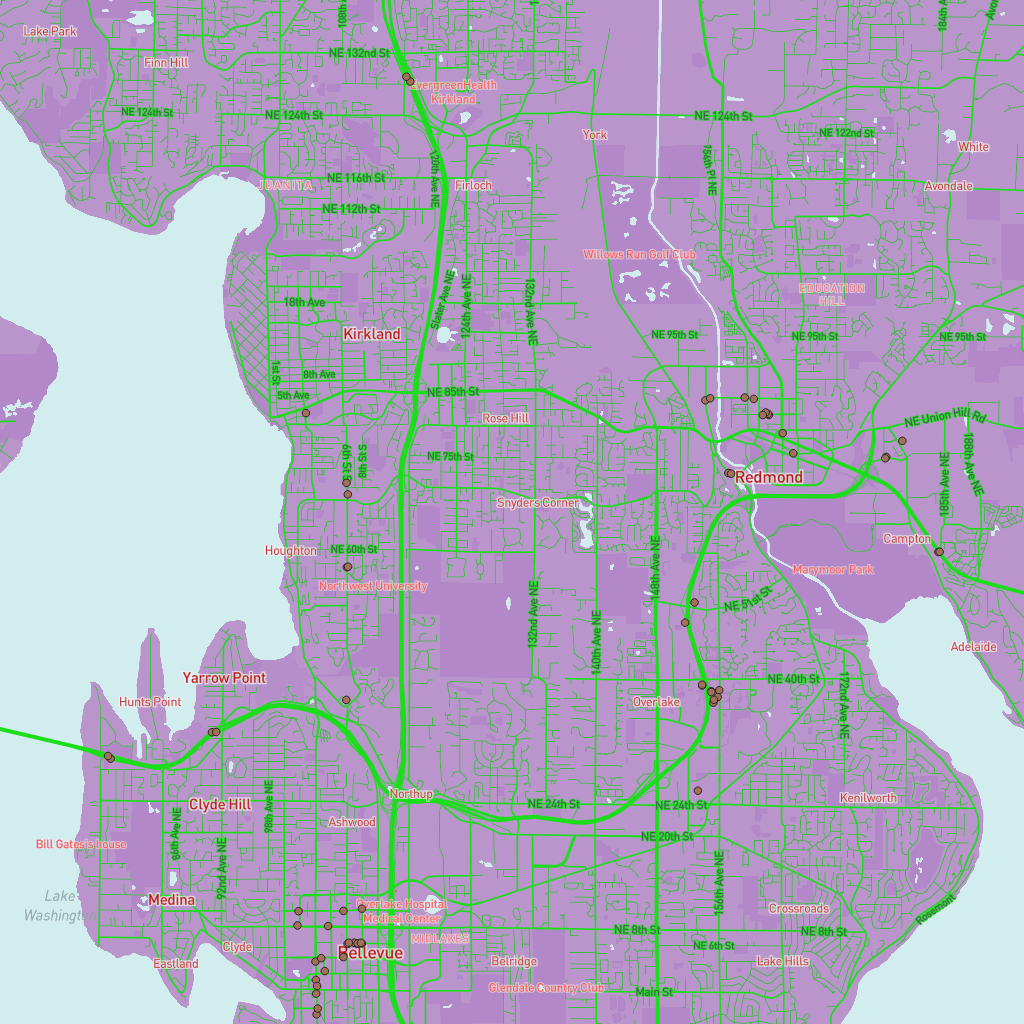 108th A
184th A
Avon
Lake Park
NE 132nd St
Finn Hill
EvergreenHealth
Kirkland
NE 124th St
NE 124th St
NE 124th St
York
NE 122nd St
White
120th Ave NE
154th Pl NE
NE 116th St
JUANITA
Firloch
Avondale
NE 112th St
Willows Run Golf Club
EDUCATION
HILL
18th Ave
Slater Ave NE
124th Ave NE
132nd Ave NE
Kirkland
NE 95th St
NE 95th St
NE 95th St
1st St
8th Ave
5th Ave
NE 85th St
Rose Hill
NE Union Hill Rd
6th St S
8th St S
NE 75th St
188th Ave NE
185th Ave NE
Redmond
Snyders Corner
Campton
Houghton
NE 60th St
148th Ave NE
Marymoor Park
Northwest University
NE 51st St
132nd Ave NE
140th Ave NE
Adelaide
Yarrow Point
NE 40th St
172nd Ave NE
Hunts Point
Overlake
Northup
Clyde Hill
98th Ave NE
NE 24th St
NE 24th St
Kenilworth
Ashwood
86th Ave NE
NE 20th St
Bill Gates's house
92nd Ave NE
156th Ave NE
Lake
Washington
Medina
Overlake Hospital
Medical Center
Crossroads
Rosemont
NE 8th St
NE 8th St
MIDLAKES
Clyde
NE 6th St
Bellevue
Eastland
Belridge
Lake Hills
Glendale Country Club
Main St